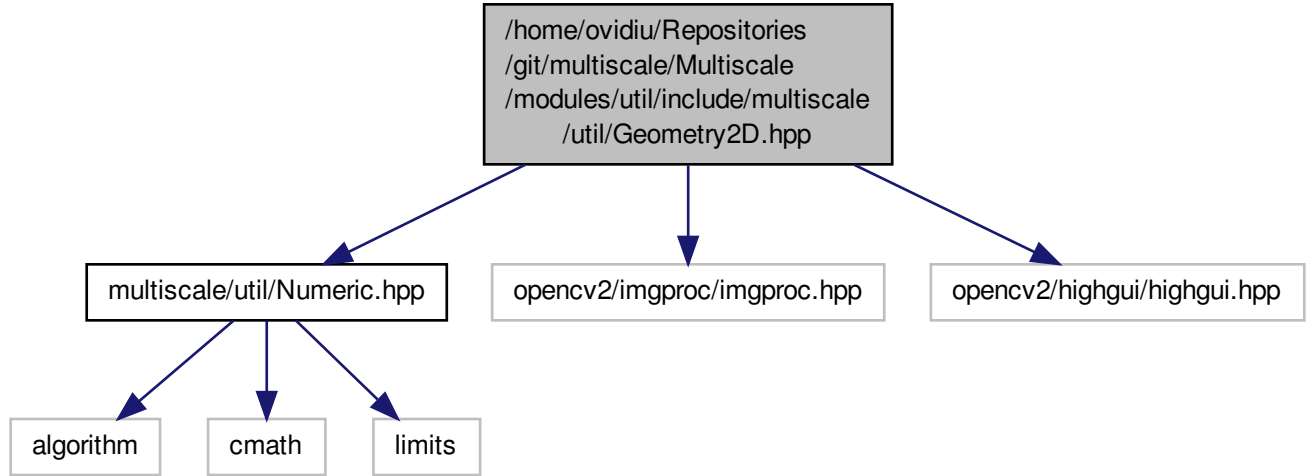 /home/ovidiu/Repositories
/git/multiscale/Multiscale
/modules/util/include/multiscale
/util/Geometry2D.hpp
multiscale/util/Numeric.hpp
opencv2/imgproc/imgproc.hpp
opencv2/highgui/highgui.hpp
algorithm
cmath
limits